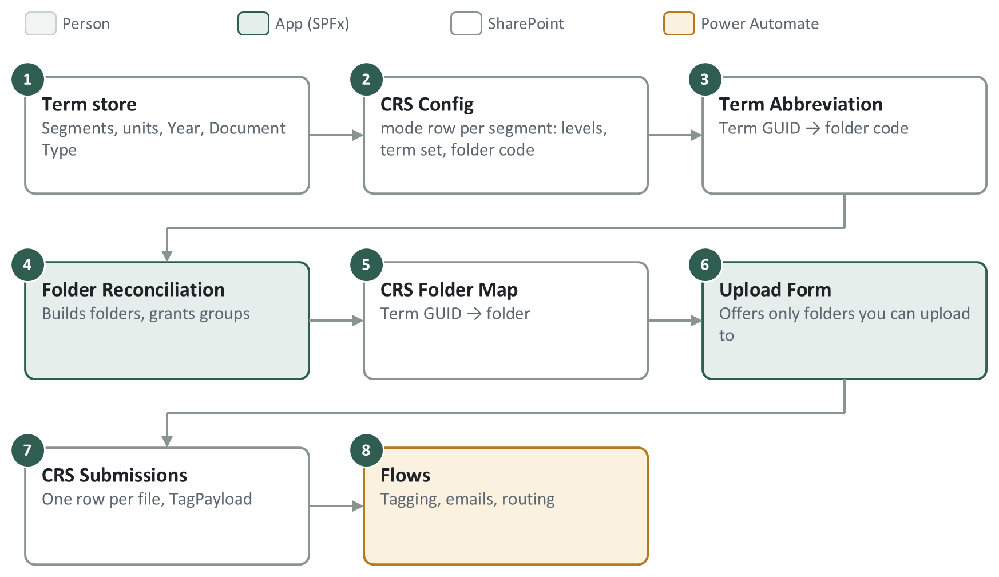 Person
App (SPFx)
SharePoint
Power Automate
1
Term store
Segments, units, Year, Document
Type
2
CRS Config
mode row per segment: levels,
term set, folder code
3
Term Abbreviation
Term GUID → folder code
4
Folder Reconciliation
Builds folders, grants groups
5
CRS Folder Map
Term GUID → folder
6
Upload Form
Offers only folders you can upload
to
7
CRS Submissions
One row per file, TagPayload
8
Flows
Tagging, emails, routing